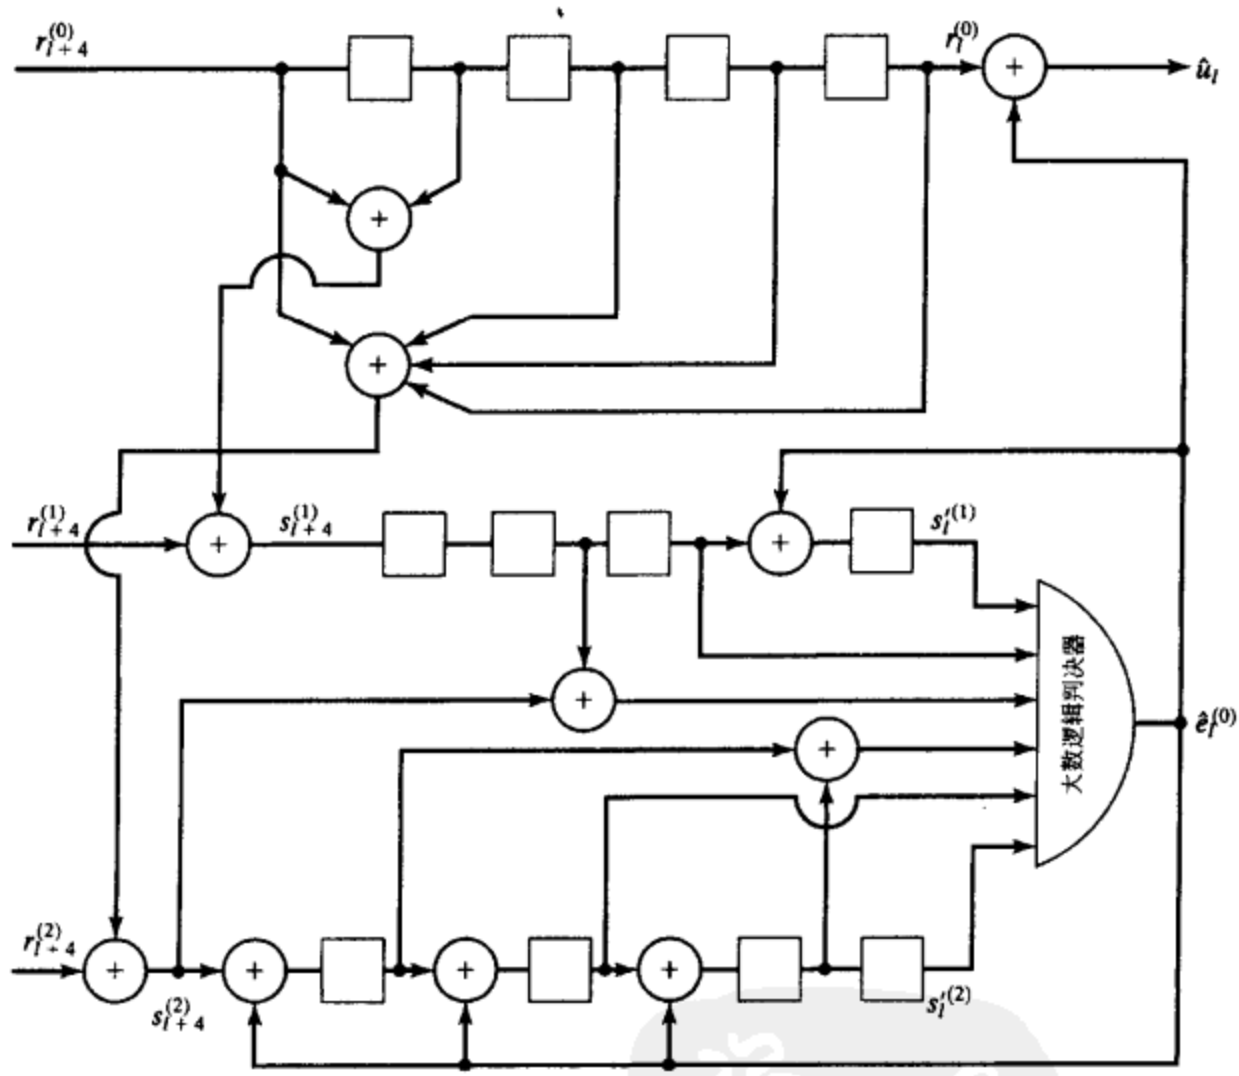 r_{l+4}^{(0)}
r_l^{(0)}
+
û_l
+
+
r_{l+4}^{(1)}
+
s_{l+4}^{(1)}
+
s_l'^{(1)}
大数逻辑判决器
+
+
ê_l^{(0)}
r_{l+4}^{(2)}
+
s_{l+4}^{(2)}
+
+
+
s_l'^{(2)}